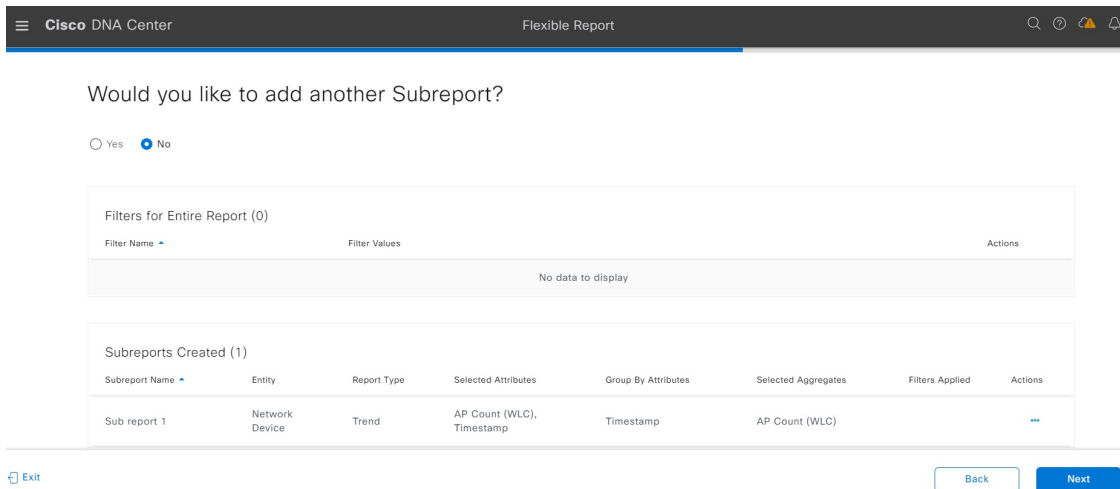 Cisco DNA Center
Flexible Report
Would you like to add another Subreport?
Yes No
Filters for Entire Report (0)
Filter Name Filter Values Actions
No data to display
Subreports Created (1)
Subreport Name Entity Report Type Selected Attributes Group By Attributes Selected Aggregates Filters Applied Actions
Sub report 1 Network Device Trend AP Count (WLC), Timestamp Timestamp AP Count (WLC)
Exit Back Next